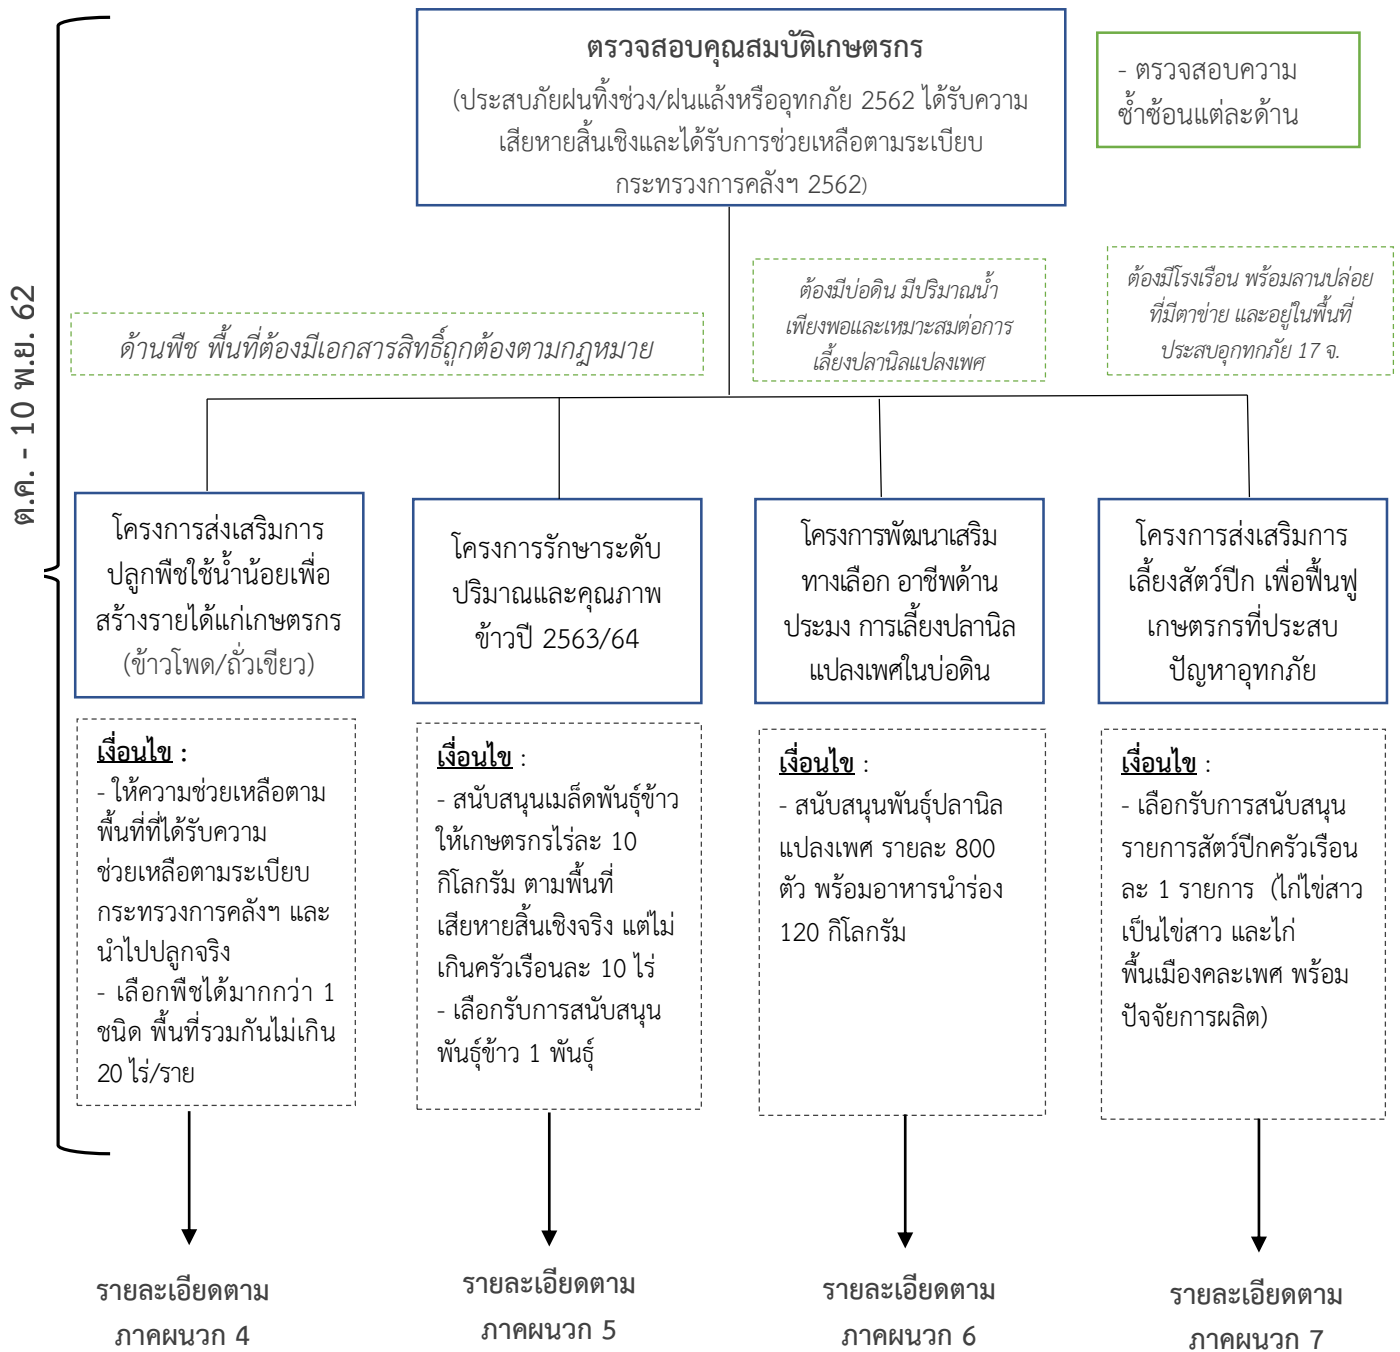 ตรวจสอบคุณสมบัติเกษตรกร
(ประสบภัยฝนทิ้งช่วง/ฝนแล้งหรืออุทกภัย 2562 ได้รับความ
เสียหายสิ้นเชิงและได้รับการช่วยเหลือตามระเบียบ
กระทรวงการคลังฯ 2562)
- ตรวจสอบความ
ซ้ำซ้อนแต่ละด้าน
ต.ค. - 10 พ.ย. 62
ด้านพืช พื้นที่ต้องมีเอกสารสิทธิ์ถูกต้องตามกฎหมาย
ต้องมีบ่อดิน มีปริมาณน้ำ
เพียงพอและเหมาะสมต่อการ
เลี้ยงปลานิลแปลงเพศ
ต้องมีโรงเรือน พร้อมลานปล่อย
ที่มีตาข่าย และอยู่ในพื้นที่
ประสบอุกทกภัย 17 จ.
โครงการส่งเสริมการ
ปลูกพืชใช้น้ำน้อยเพื่อ
สร้างรายได้แก่เกษตรกร
(ข้าวโพด/ถั่วเขียว)
โครงการรักษาระดับ
ปริมาณและคุณภาพ
ข้าวปี 2563/64
โครงการพัฒนาเสริม
ทางเลือก อาชีพด้าน
ประมง การเลี้ยงปลานิล
แปลงเพศในบ่อดิน
โครงการส่งเสริมการ
เลี้ยงสัตว์ปีก เพื่อฟื้นฟู
เกษตรกรที่ประสบ
ปัญหาอุทกภัย
เงื่อนไข :
- ให้ความช่วยเหลือตาม
พื้นที่ที่ได้รับความ
ช่วยเหลือตามระเบียบ
กระทรวงการคลังฯ และ
นำไปปลูกจริง
- เลือกพืชได้มากกว่า 1
ชนิด พื้นที่รวมกันไม่เกิน
20 ไร่/ราย
เงื่อนไข :
- สนับสนุนเมล็ดพันธุ์ข้าว
ให้เกษตรกรไร่ละ 10
กิโลกรัม ตามพื้นที่
เสียหายสิ้นเชิงจริง แต่ไม่
เกินครัวเรือนละ 10 ไร่
- เลือกรับการสนับสนุน
พันธุ์ข้าว 1 พันธุ์
เงื่อนไข :
- สนับสนุนพันธุ์ปลานิล
แปลงเพศ รายละ 800
ตัว พร้อมอาหารนำร่อง
120 กิโลกรัม
เงื่อนไข :
- เลือกรับการสนับสนุน
รายการสัตว์ปีกครัวเรือน
ละ 1 รายการ (ไก่ไข่สาว
เป็นไข่สาว และไก่
พื้นเมืองคละเพศ พร้อม
ปัจจัยการผลิต)
รายละเอียดตาม
ภาคผนวก 4
รายละเอียดตาม
ภาคผนวก 5
รายละเอียดตาม
ภาคผนวก 6
รายละเอียดตาม
ภาคผนวก 7